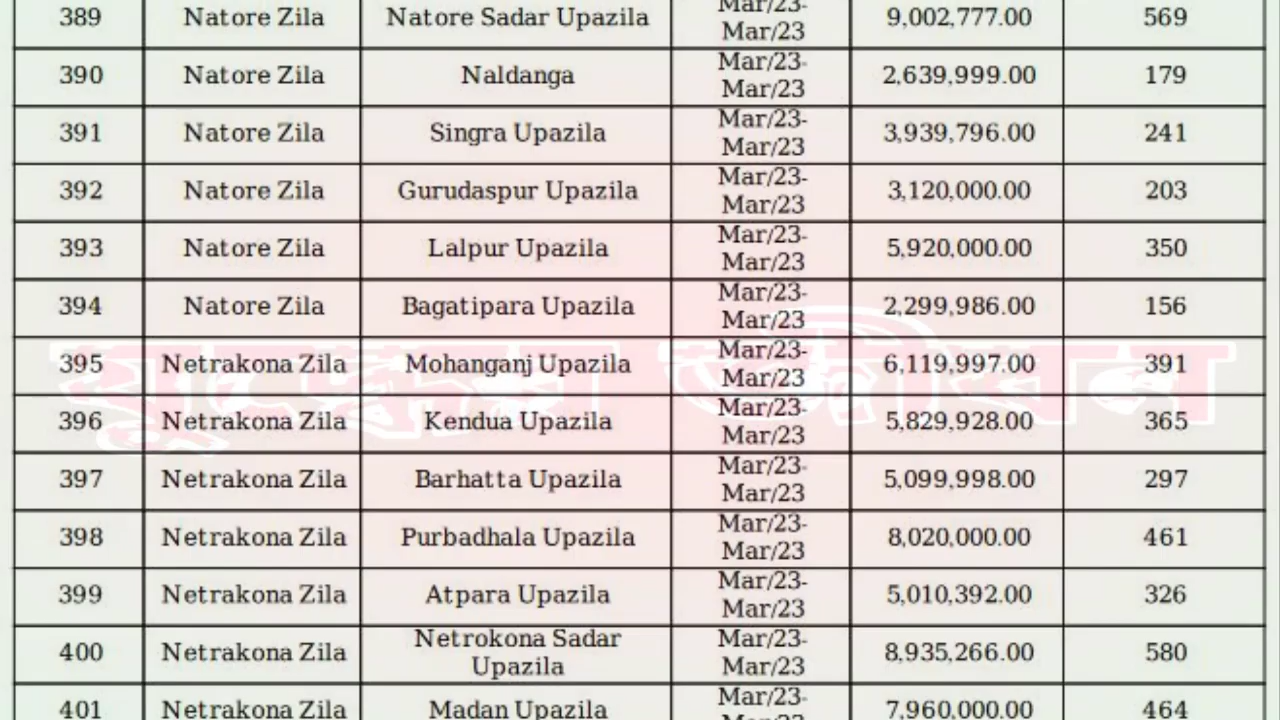 389 Natore Zila Natore Sadar Upazila Mar/23- Mar/23 9,002,777.00 569
390 Natore Zila Naldanga Mar/23- Mar/23 2,639,999.00 179
391 Natore Zila Singra Upazila Mar/23- Mar/23 3,939,796.00 241
392 Natore Zila Gurudaspur Upazila Mar/23- Mar/23 3,120,000.00 203
393 Natore Zila Lalpur Upazila Mar/23- Mar/23 5,920,000.00 350
394 Natore Zila Bagatipara Upazila Mar/23- Mar/23 2,299,986.00 156
395 Netrakona Zila Mohanganj Upazila Mar/23- Mar/23 6,119,997.00 391
396 Netrakona Zila Kendua Upazila Mar/23- Mar/23 5,829,928.00 365
397 Netrakona Zila Barhatta Upazila Mar/23- Mar/23 5,099,998.00 297
398 Netrakona Zila Purbadhala Upazila Mar/23- Mar/23 8,020,000.00 461
399 Netrakona Zila Atpara Upazila Mar/23- Mar/23 5,010,392.00 326
400 Netrakona Zila Netrokona Sadar Upazila Mar/23- Mar/23 8,935,266.00 580
401 Netrakona Zila Madan Upazila Mar/23- Mar/23 7,960,000.00 464